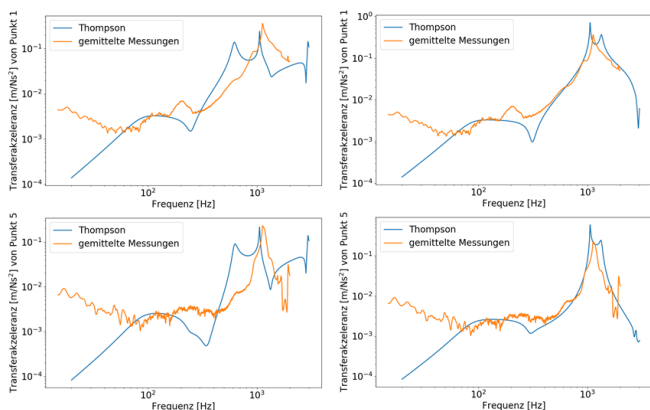 Transferakzeleranz [m/Ns²] von Punkt 1
10⁻¹
10⁻²
10⁻³
10⁻⁴
Thompson
gemittelte Messungen
10²
10³
Frequenz [Hz]
Transferakzeleranz [m/Ns²] von Punkt 1
10⁰
10⁻¹
10⁻²
10⁻³
10⁻⁴
Thompson
gemittelte Messungen
10²
10³
Frequenz [Hz]
Transferakzeleranz [m/Ns²] von Punkt 5
10⁻¹
10⁻²
10⁻³
10⁻⁴
Thompson
gemittelte Messungen
10²
10³
Frequenz [Hz]
Transferakzeleranz [m/Ns²] von Punkt 5
10⁻¹
10⁻²
10⁻³
10⁻⁴
Thompson
gemittelte Messungen
10²
10³
Frequenz [Hz]